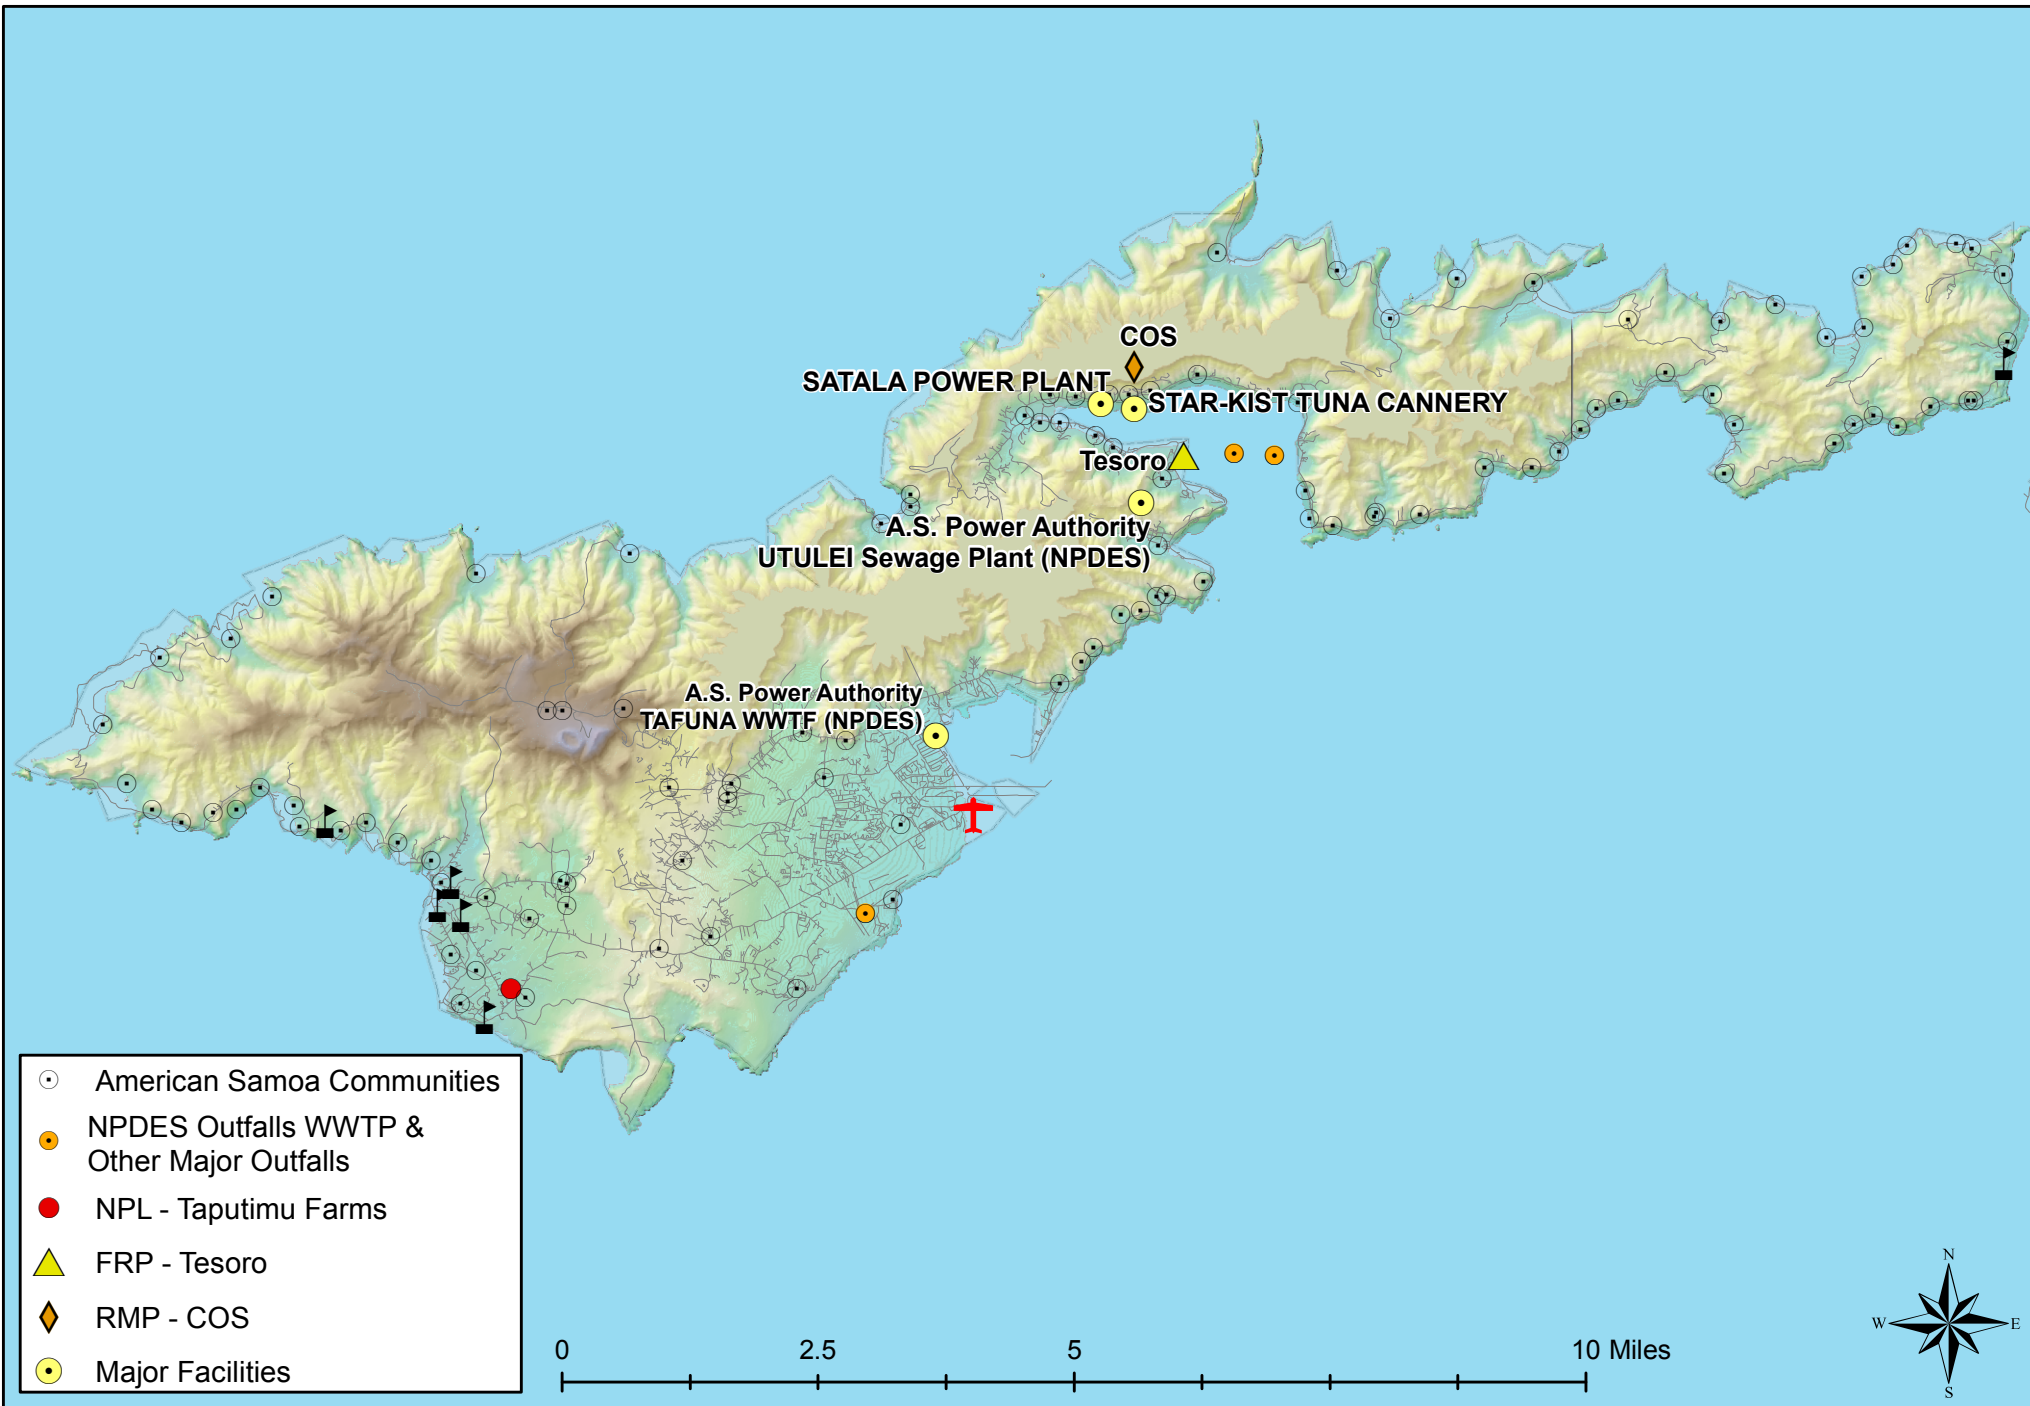 COS
SATALA POWER PLANT
STAR-KIST TUNA CANNERY
Tesoro
A.S. Power Authority
UTULEI Sewage Plant (NPDES)
A.S. Power Authority
TAFUNA WWTF (NPDES)
American Samoa Communities
NPDES Outfalls WWTP &
Other Major Outfalls
NPL - Taputimu Farms
FRP - Tesoro
RMP - COS
Major Facilities
0 2.5 5 10 Miles
N
W E
S